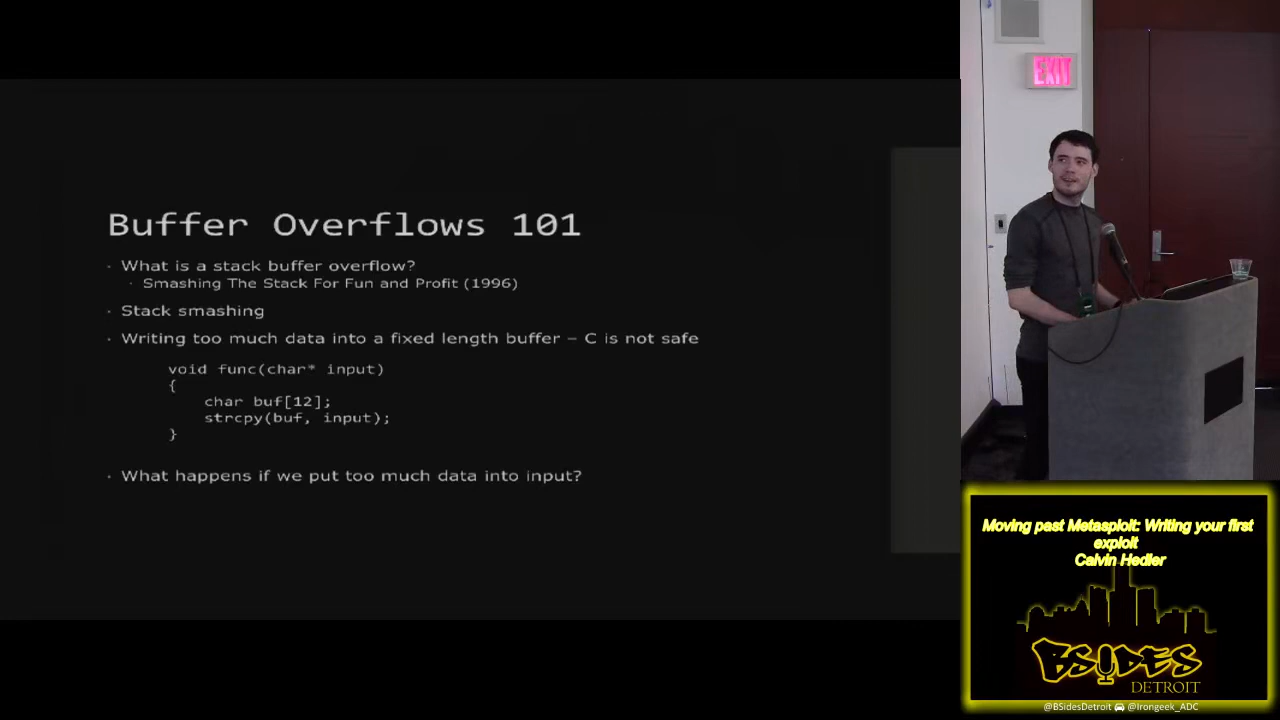 Buffer Overflows 101
· What is a stack buffer overflow?
· Smashing The Stack For Fun and Profit (1996)
· Stack smashing
· Writing too much data into a fixed length buffer – C is not safe
void func(char* input)
{
char buf[12];
strcpy(buf, input);
}
· What happens if we put too much data into input?
EXIT
Moving past Metasploit: Writing your first
exploit
Calvin Hedler
BSIDES
DETROIT
@BSidesDetroit @Irongeek_ADC